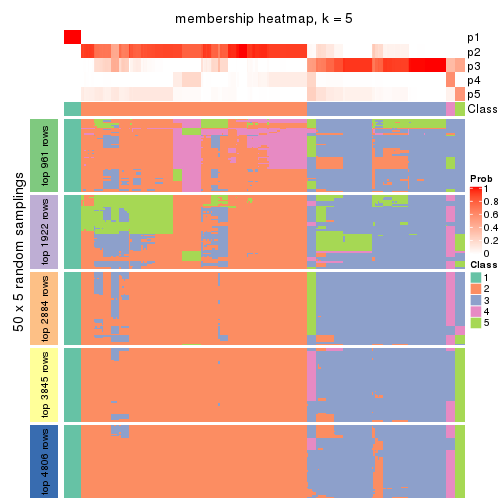 membership heatmap, k = 5
p1
p2
p3
p4
p5
Class
50 x 5 random samplings
top 961 rows
top 1922 rows
top 2884 rows
top 3845 rows
top 4806 rows
Prob
1
0.8
0.6
0.4
0.2
0
Class
1
2
3
4
5